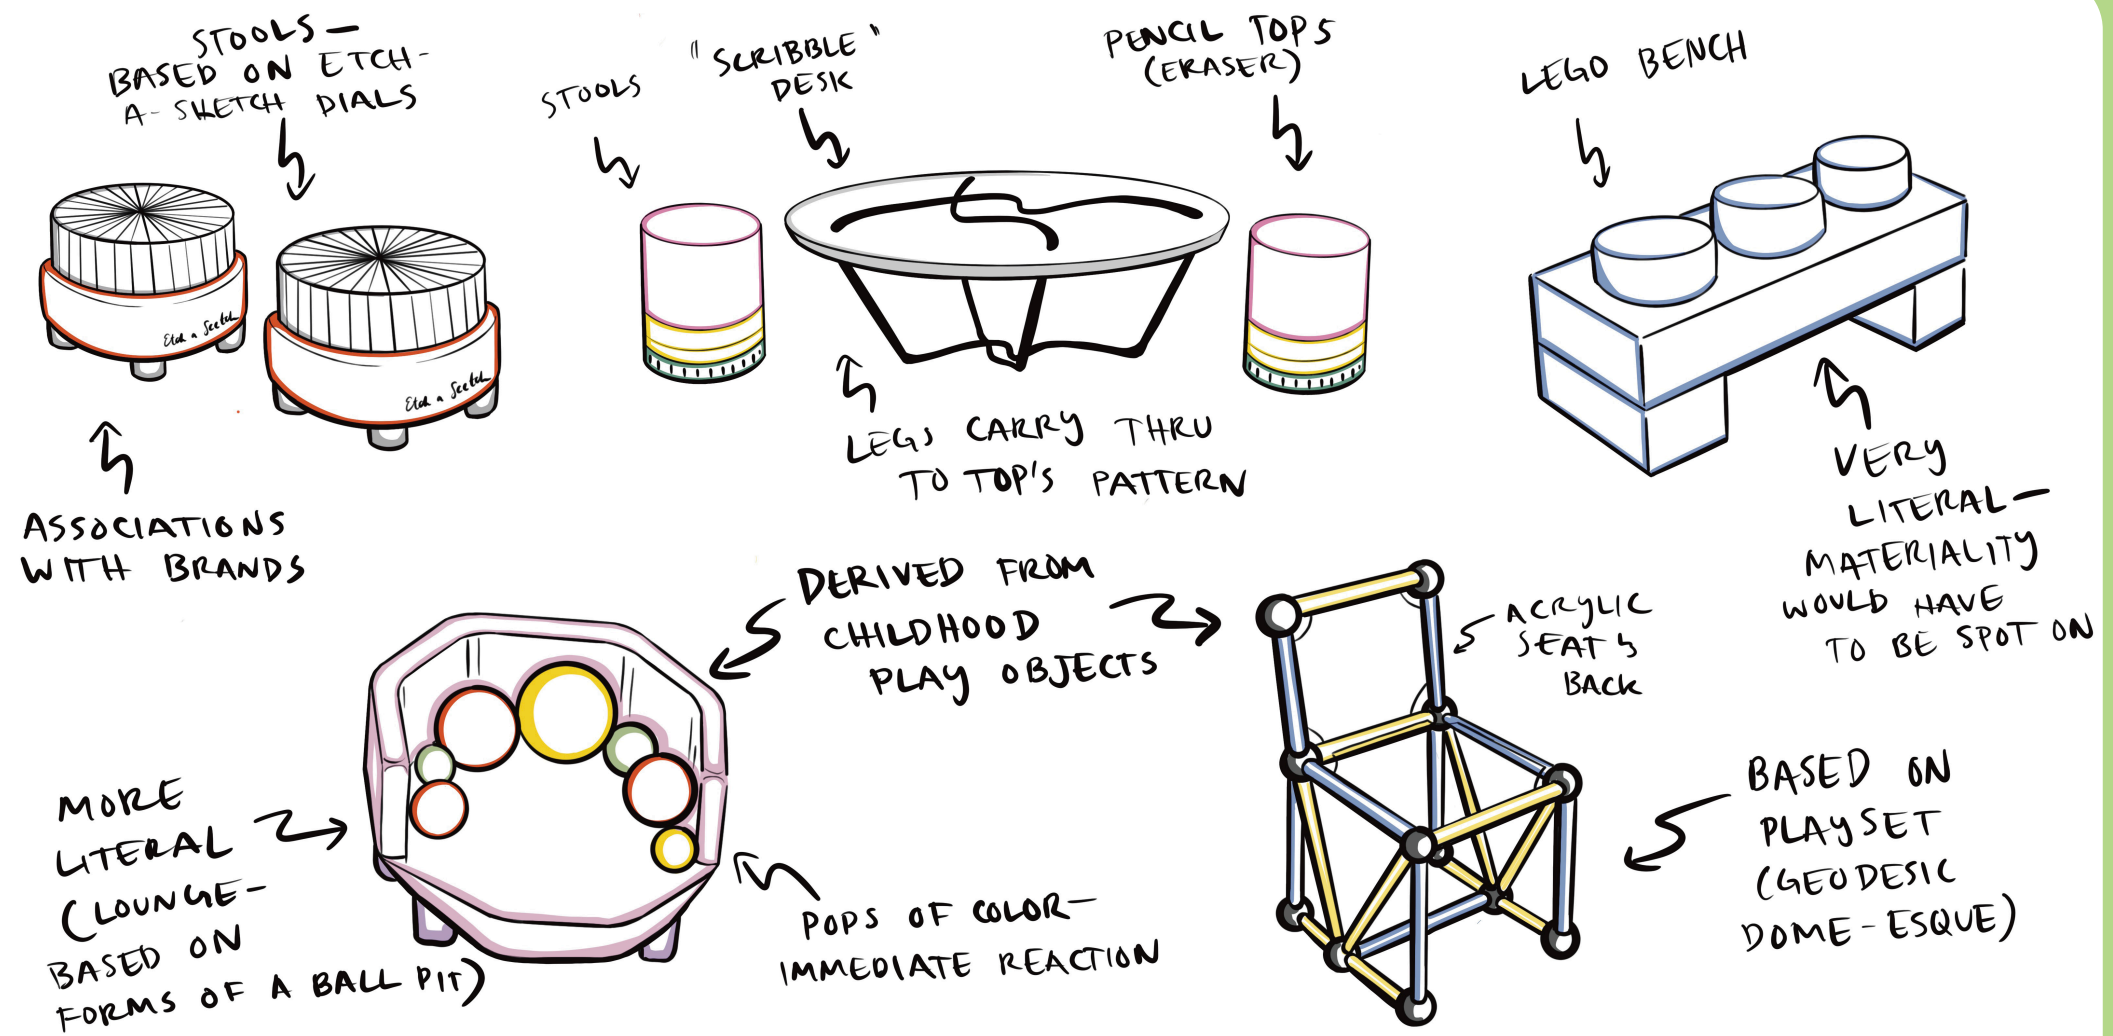 STOOLS —
BASED ON ETCH-
A-SKETCH DIALS
STOOLS
"SCRIBBLE"
DESK
PENCIL TOPS
(ERASER)
LEGO BENCH
Etch a Scetch
Etch a Scetch
LEGS CARRY THRU
TO TOP'S PATTERN
ASSOCIATIONS
WITH BRANDS
VERY
LITERAL —
MATERIALITY
WOULD HAVE
TO BE SPOT ON
DERIVED FROM
CHILDHOOD
PLAY OBJECTS
ACRYLIC
SEAT &
BACK
MORE
LITERAL
(LOUNGE -
BASED ON
FORMS OF A BALL PIT)
POPS OF COLOR —
IMMEDIATE REACTION
BASED ON
PLAYSET
(GEODESIC
DOME-ESQUE)